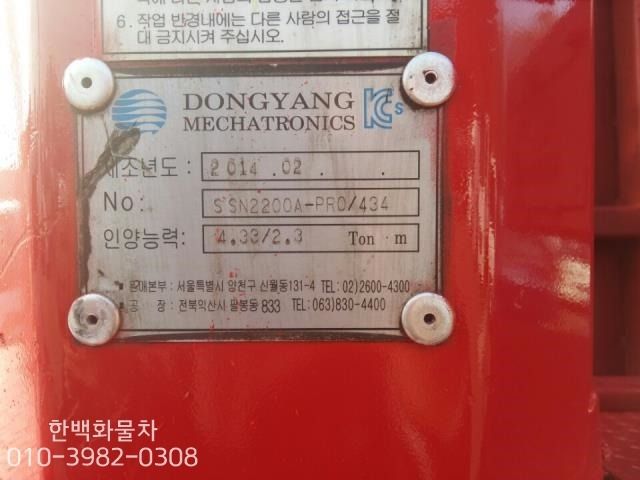 6. 작업 반경내에는 다른 사람의 접근을 절
대 금지시켜 주십시오.
DONGYANG
MECHATRONICS
KCs
제조년도 : 2014 .02 . .
No : SSN2200A-PRO/434
인양능력: 4.33/2.3 Ton m
판매본부 : 서울특별시 양천구 신월동131-4 TEL: 02)2600-4300
공 장 : 전북익산시 팔봉동 833 TEL: 063)830-4400
한백화물차
010-3982-0308